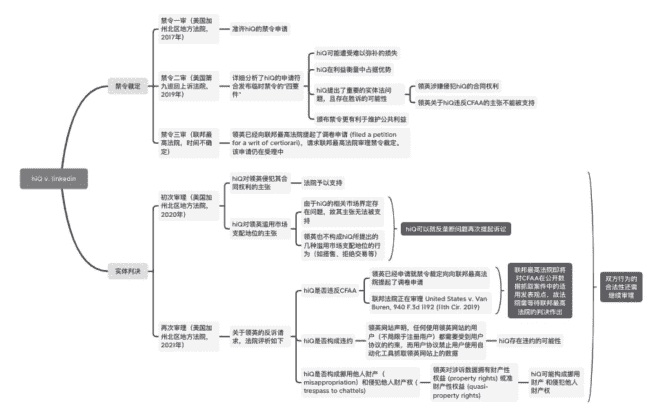 禁令一审（美国加
州北区地方法院，
2017年）
准许hiQ的禁令申请
hiQ可能遭受难以弥补的损失
hiQ在利益衡量中占据优势
禁令裁定
禁令二审（美国第
九巡回上诉法院，
2019年）
详细分析了hiQ的申请符
合发布临时禁令的“四要
件”
hiQ提出了重要的实体法问
题，且存在胜诉的可能性
领英涉嫌侵犯hiQ的合同权利
领英关于hiQ违反CFAA的主张不能被支持
颁布禁令更有利于维护公共利益
禁令三审（联邦最
高法院，时间不确
定）
领英已经向联邦最高法院提起了调卷申请 (filed a petition
for a writ of certiorari)，请求联邦最高法院审理禁令裁定。
该申请仍在受理中
hiQ v. linkedin
初次审理（美国加
州北区地方法院，
2020年）
hiQ对领英侵犯其合
同权利的主张
法院予以支持
hiQ对领英滥用市场
支配地位的主张
由于hiQ的相关市场界定存
在问题，故其主张无法被支
持
领英也不构成hiQ所提出的
几种滥用市场支配地位的行
为（如搭售、拒绝交易等）
hiQ可以就反垄断问题再次提起诉讼
实体判决
再次审理（美国加
州北区地方法院，
2021年）
关于领英的反诉请
求，法院评析如下
hiQ是否违反CFAA
领英已经申请就禁令裁定向向联邦最高法
院提起了调卷申请
联邦法院正在审理 United States v. Van
Buren, 940 F.3d 1192 (11th Cir. 2019)
联邦最高法院即将
对CFAA在公开数
据抓取案件中的适
用发表观点，故法
院需等待联邦最高
法院的判决作出
hiQ是否构成违约
领英网站声明，任何使用领英网站的用
户（不局限于注册用户）都需要受到用户
协议的约束，而用户协议禁止用户使用自
动化工具抓取领英网站上的数据
hiQ存在违约的可能性
hiQ是否构成挪用他人财产（
misappropriation）和侵犯他人财产权（
trespass to chattels)
领英对涉诉数据拥有财产性
权益 (property rights) 或准
财产性权益 (quasi-
property rights)
hiQ可能构成挪用
财产 和侵犯他人
财产权
双方行为的
合法性还需
继续审理